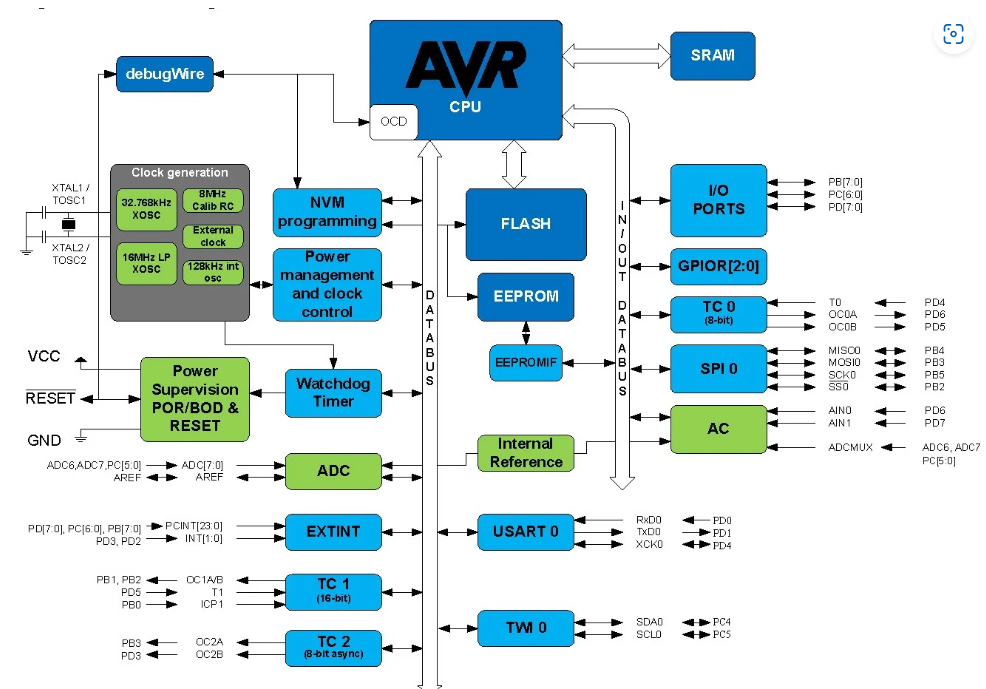 AVR
CPU
OCD
SRAM
debugWire
Clock generation
XTAL1 /
TOSC1
32.768kHz
XOSC
8MHz
Calib RC
External
clock
XTAL2 /
TOSC2
16MHz LP
XOSC
128kHz int
osc
NVM
programming
Power
management
and clock
control
FLASH
EEPROM
EEPROMIF
DATABUS
IN/OUT DATABUS
I/O
PORTS
PB[7:0]
PC[6:0]
PD[7:0]
GPIOR[2:0]
TC 0
(8-bit)
T0 PD4
OC0A PD6
OC0B PD5
SPI 0
MISO0 PB4
MOSI0 PB3
SCK0 PB5
SS0 PB2
AC
AIN0 PD6
AIN1 PD7
ADCMUX ADC6, ADC7
PC[5:0]
VCC
RESET
GND
Power
Supervision
POR/BOD &
RESET
Watchdog
Timer
Internal
Reference
ADC6,ADC7,PC[5:0] ADC[7:0]
AREF AREF
ADC
PD[7:0], PC[6:0], PB[7:0] PCINT[23:0]
PD3, PD2 INT[1:0]
EXTINT
USART 0
RxD0 PD0
TxD0 PD1
XCK0 PD4
PB1, PB2 OC1A/B
PD5 T1
PB0 ICP1
TC 1
(16-bit)
TWI 0
SDA0 PC4
SCL0 PC5
PB3 OC2A
PD3 OC2B
TC 2
(8-bit async)